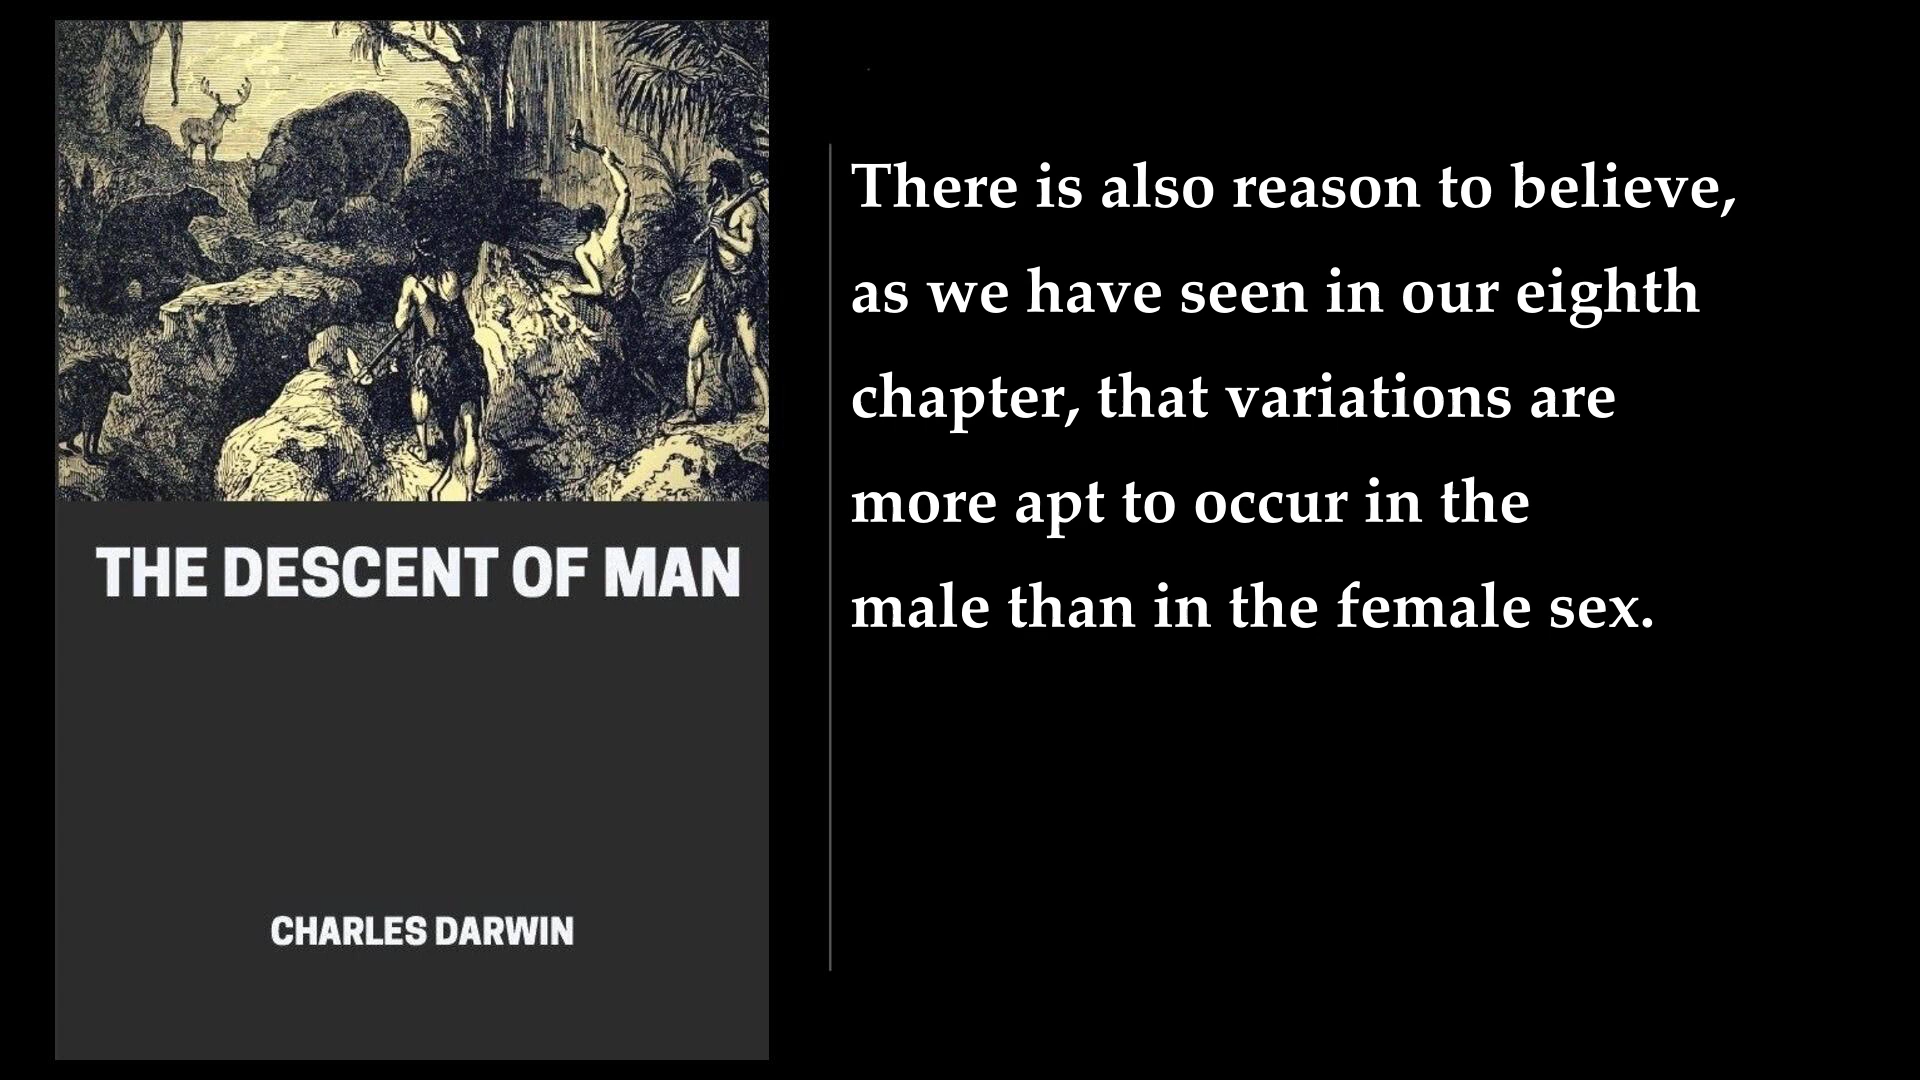 THE DESCENT OF MAN
CHARLES DARWIN
There is also reason to believe,
as we have seen in our eighth
chapter, that variations are
more apt to occur in the
male than in the female sex.